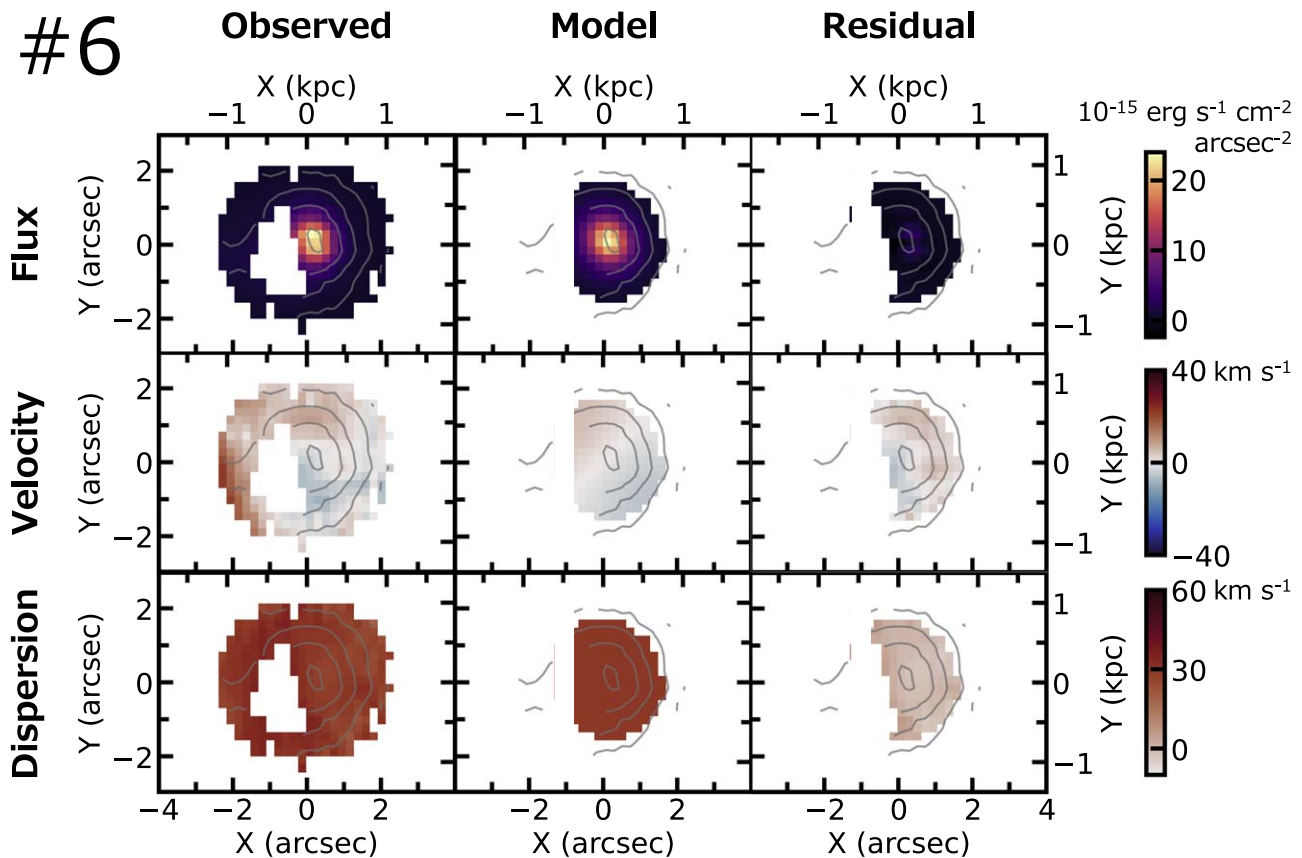 #6
Observed
Model
Residual
X (kpc)
X (kpc)
X (kpc)
−1 0 1
−1 0 1
−1 0 1
10⁻¹⁵ erg s⁻¹ cm⁻²
arcsec⁻²
Flux
Y (arcsec)
2
0
−2
1
0
−1
Y (kpc)
20
10
0
Velocity
Y (arcsec)
2
0
−2
1
0
−1
Y (kpc)
40 km s⁻¹
0
−40
Dispersion
Y (arcsec)
2
0
−2
1
0
−1
Y (kpc)
60 km s⁻¹
30
0
−4 −2 0 2
−2 0 2
−2 0 2 4
X (arcsec)
X (arcsec)
X (arcsec)